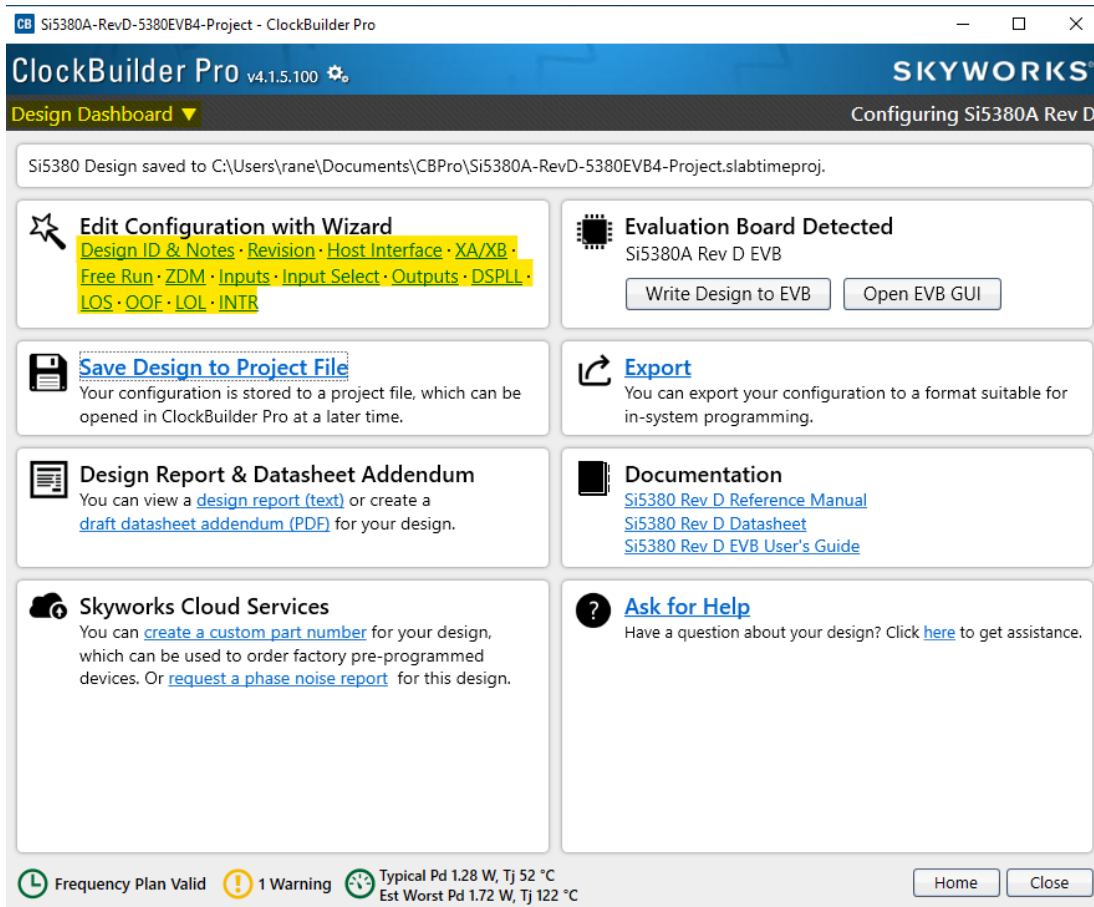 CB Si5380A-RevD-5380EVB4-Project - ClockBuilder Pro
ClockBuilder Pro v4.1.5.100
SKYWORKS
Design Dashboard ▼
Configuring Si5380A Rev D
Si5380 Design saved to C:\Users\rane\Documents\CBPro\Si5380A-RevD-5380EVB4-Project.slabtimeproj.
Edit Configuration with Wizard
Design ID & Notes · Revision · Host Interface · XA/XB ·
Free Run · ZDM · Inputs · Input Select · Outputs · DSPLL ·
LOS · OOF · LOL · INTR
Evaluation Board Detected
Si5380A Rev D EVB
Write Design to EVB
Open EVB GUI
Save Design to Project File
Your configuration is stored to a project file, which can be
opened in ClockBuilder Pro at a later time.
Export
You can export your configuration to a format suitable for
in-system programming.
Design Report & Datasheet Addendum
You can view a design report (text) or create a
draft datasheet addendum (PDF) for your design.
Documentation
Si5380 Rev D Reference Manual
Si5380 Rev D Datasheet
Si5380 Rev D EVB User's Guide
Skyworks Cloud Services
You can create a custom part number for your design,
which can be used to order factory pre-programmed
devices. Or request a phase noise report for this design.
? Ask for Help
Have a question about your design? Click here to get assistance.
Frequency Plan Valid
! 1 Warning
Typical Pd 1.28 W, Tj 52 °C
Est Worst Pd 1.72 W, Tj 122 °C
Home
Close